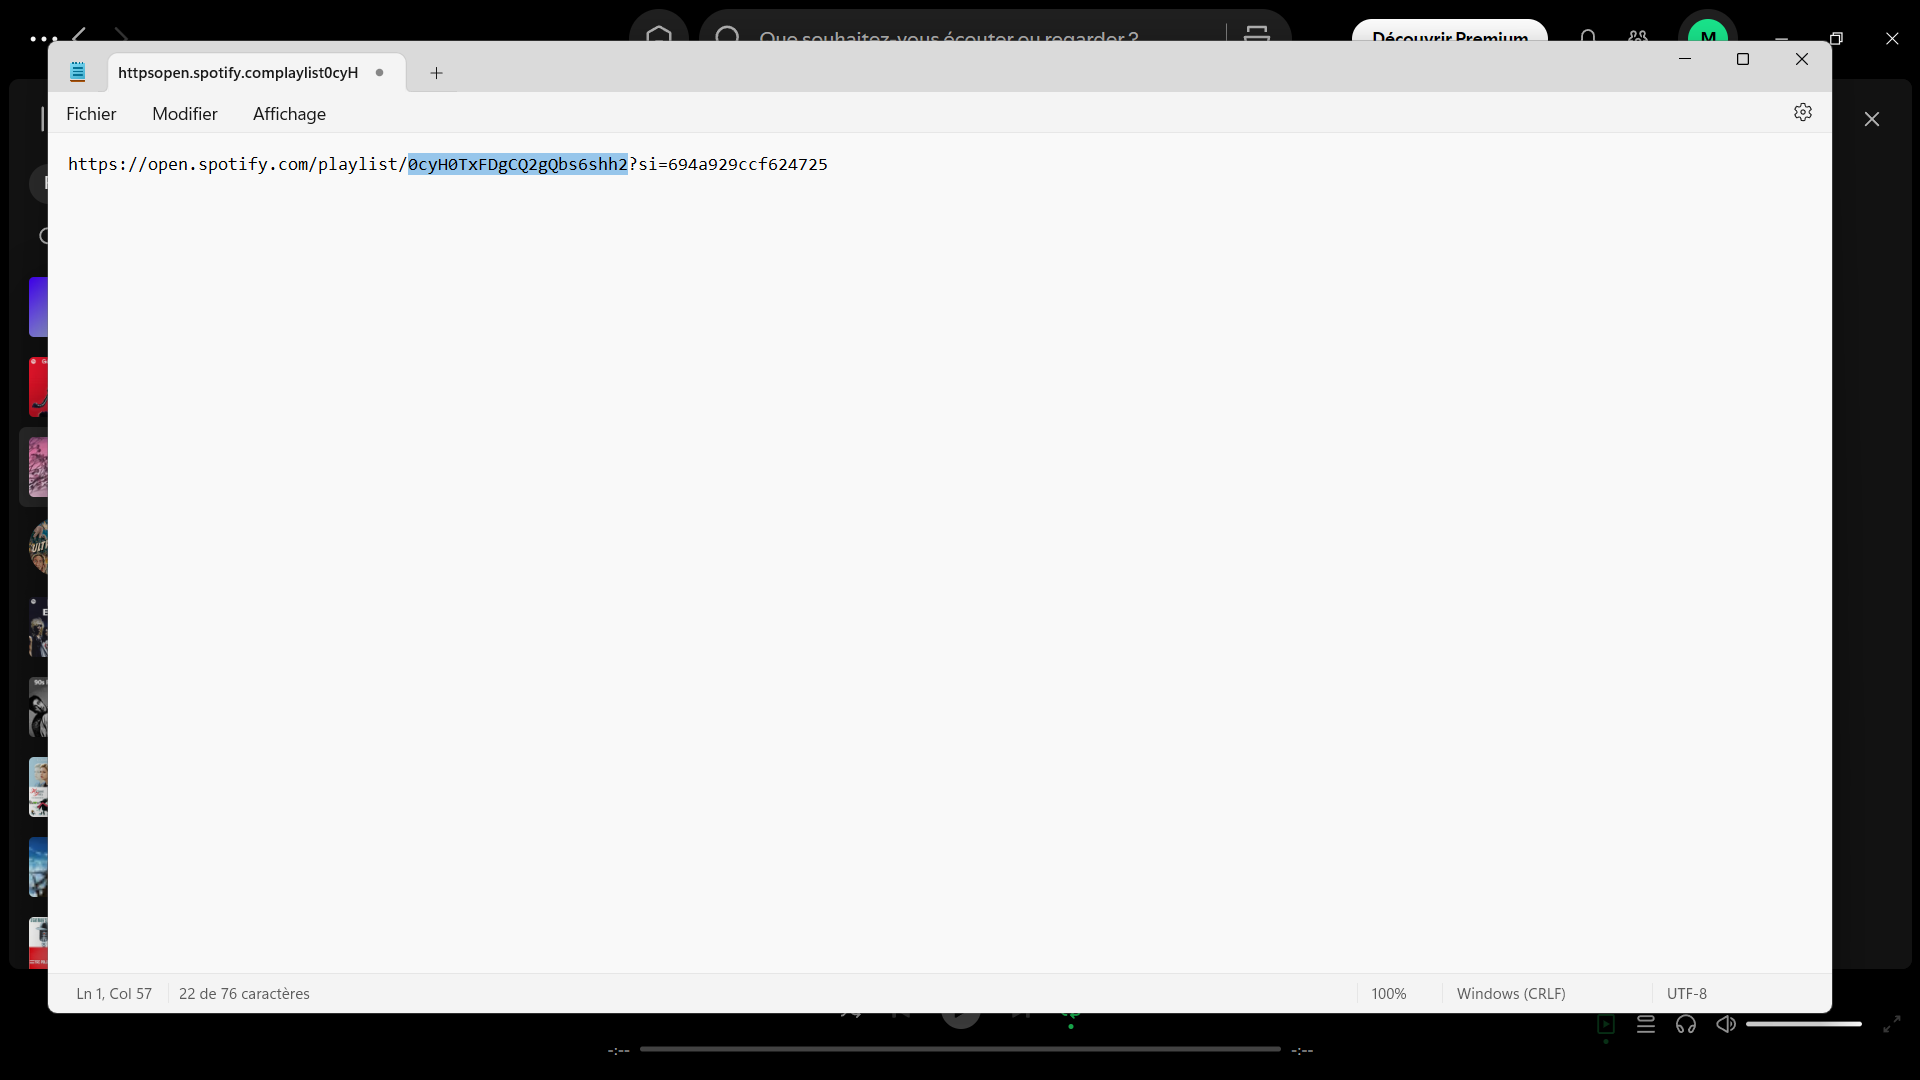 Que souhaitez-vous écouter ou regarder ?
Découvrir Premium
M
httpsopen.spotify.complaylist0cyH
Fichier
Modifier
Affichage
https://open.spotify.com/playlist/0cyH0TxFDgCQ2gQbs6shh2?si=694a929ccf624725
90s
Ln 1, Col 57
22 de 76 caractères
100%
Windows (CRLF)
UTF-8
-:--
-:--